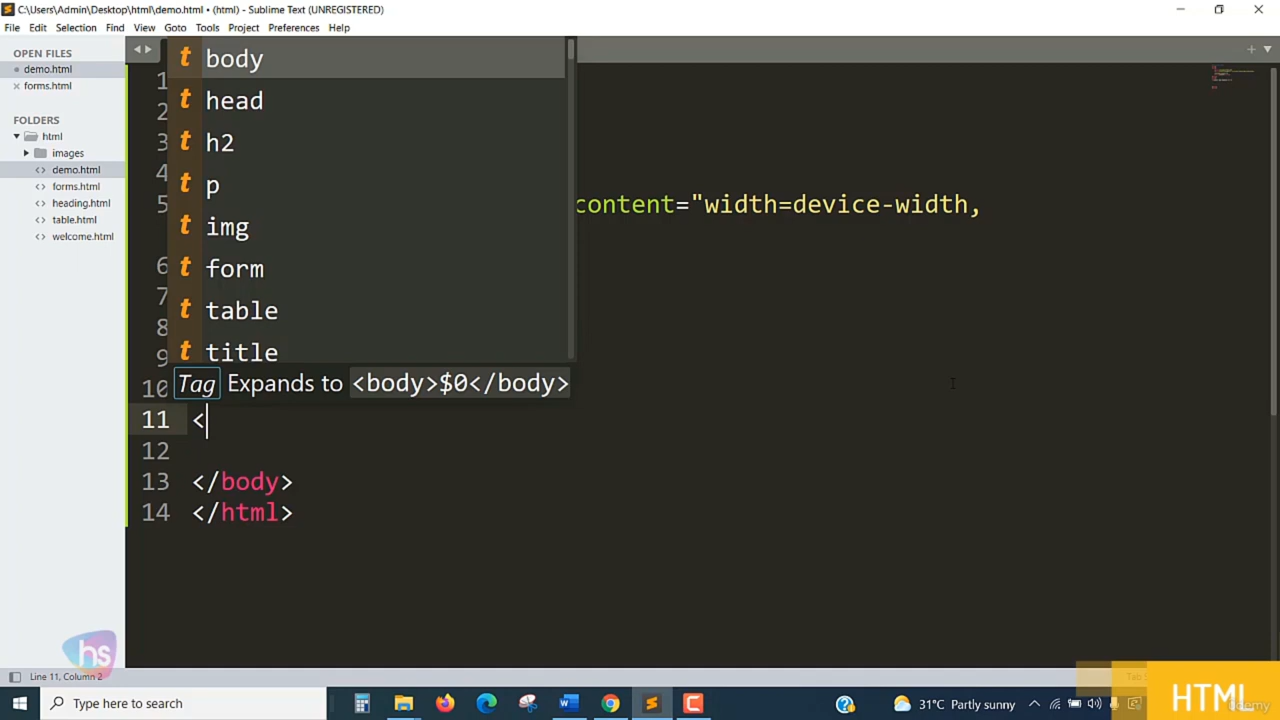 C:\Users\Admin\Desktop\html\demo.html • (html) - Sublime Text (UNREGISTERED)
File Edit Selection Find View Goto Tools Project Preferences Help
OPEN FILES
demo.html
forms.html
FOLDERS
html
images
demo.html
forms.html
heading.html
table.html
welcome.html
t body
t head
t h2
t p
t img
t form
t table
t title
Tag Expands to <body>$0</body>
1
2
3
4
5 content="width=device-width,
6
7
8
9
10
11 <
12
13 </body>
14 </html>
hs
Line 11, Column 2
Type here to search
31°C Partly sunny
HTML
Udemy